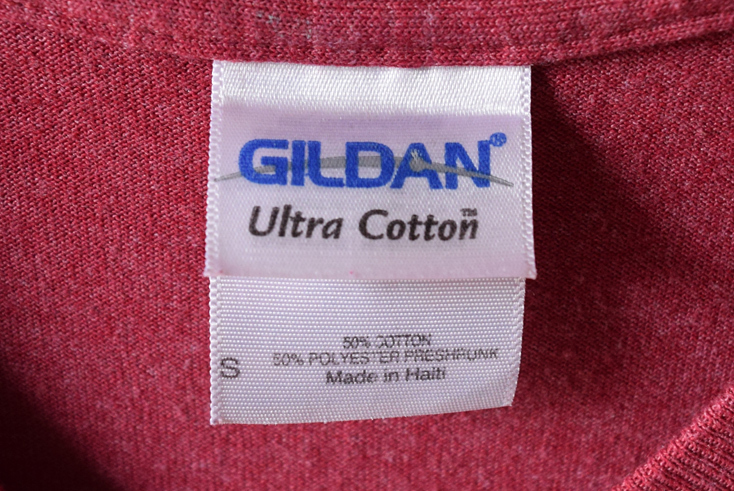 GILDAN®
Ultra Cotton™
50% COTTON
50% POLYESTER PRESHRUNK
S
Made in Haiti